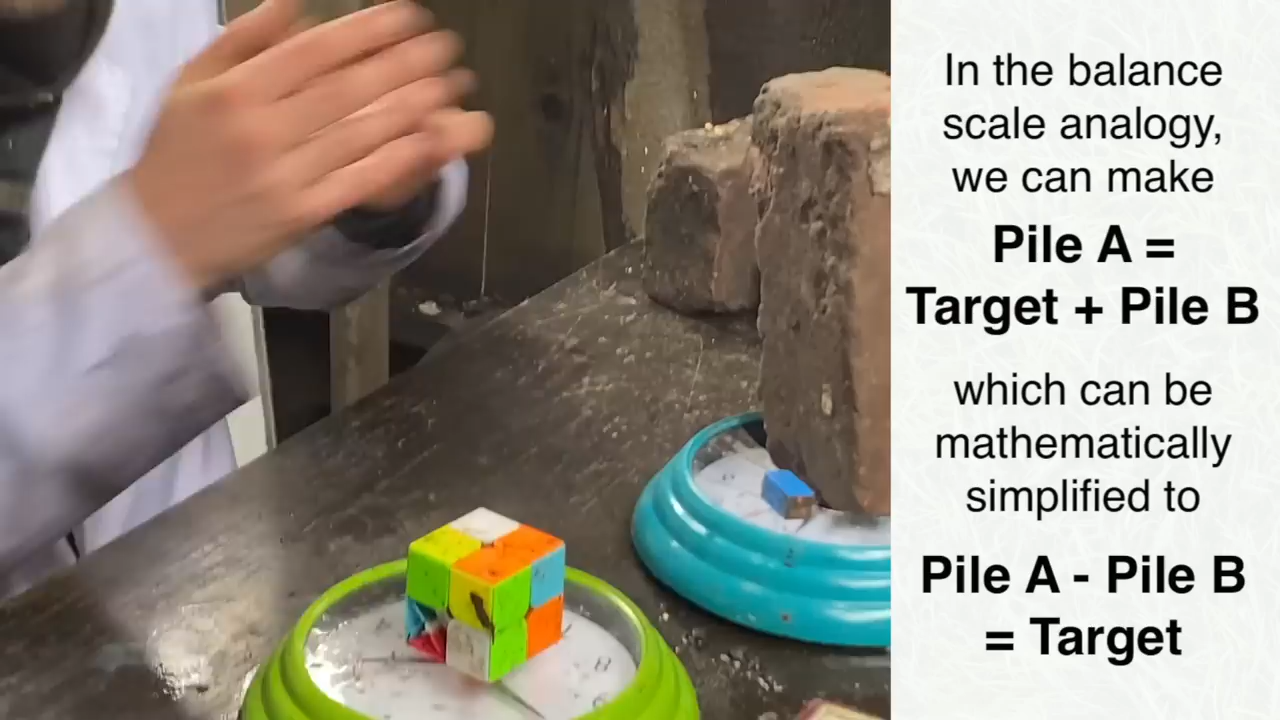 In the balance
scale analogy,
we can make
Pile A =
Target + Pile B
which can be
mathematically
simplified to
Pile A - Pile B
= Target